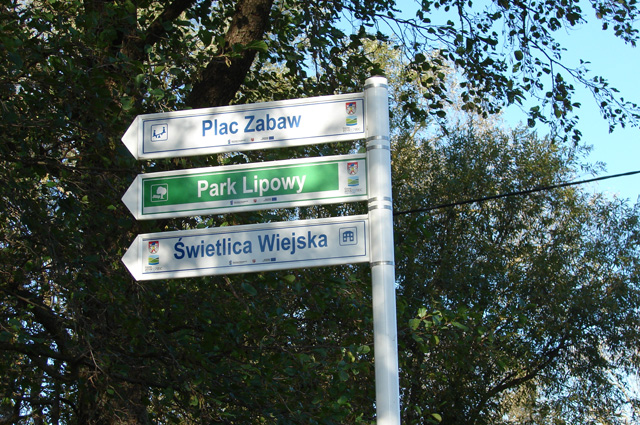 Plac Zabaw
Park Lipowy
Świetlica Wiejska